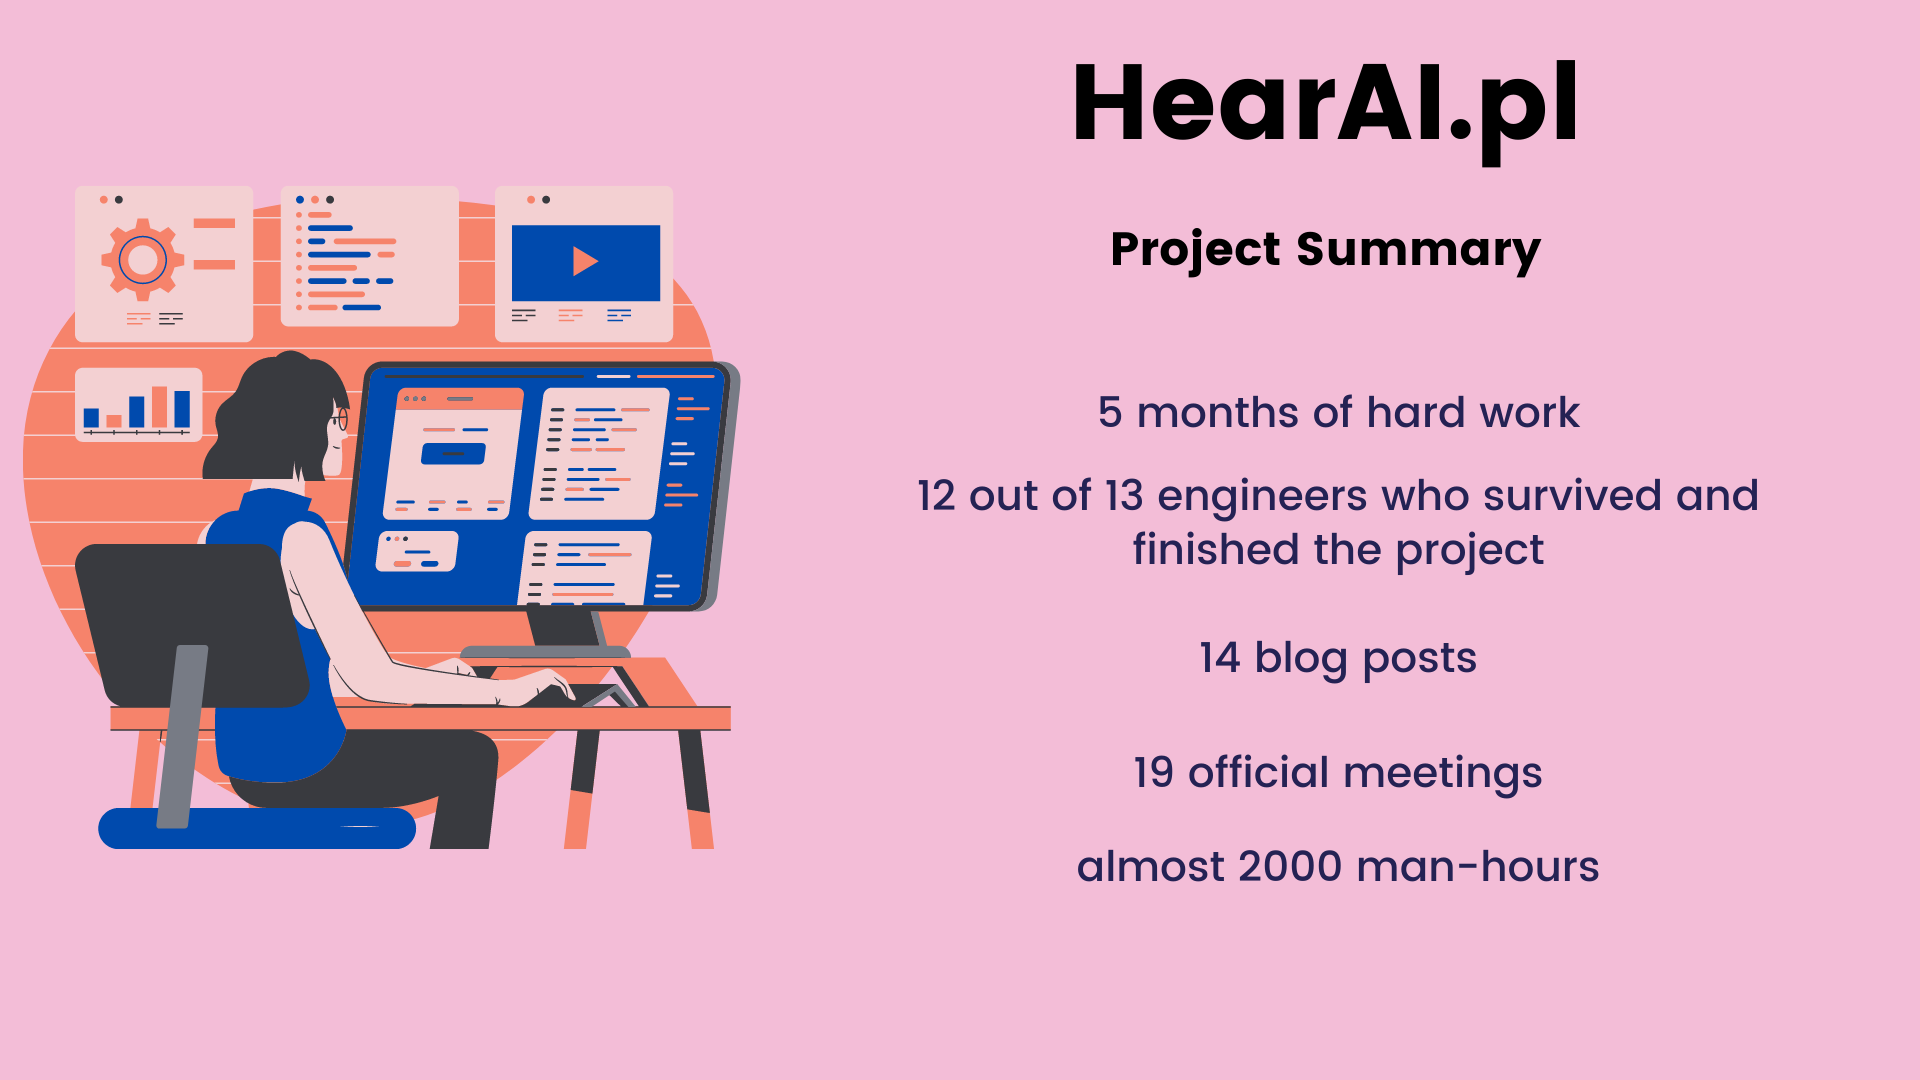 HearAI.pl
Project Summary
5 months of hard work
12 out of 13 engineers who survived and
finished the project
14 blog posts
19 official meetings
almost 2000 man-hours